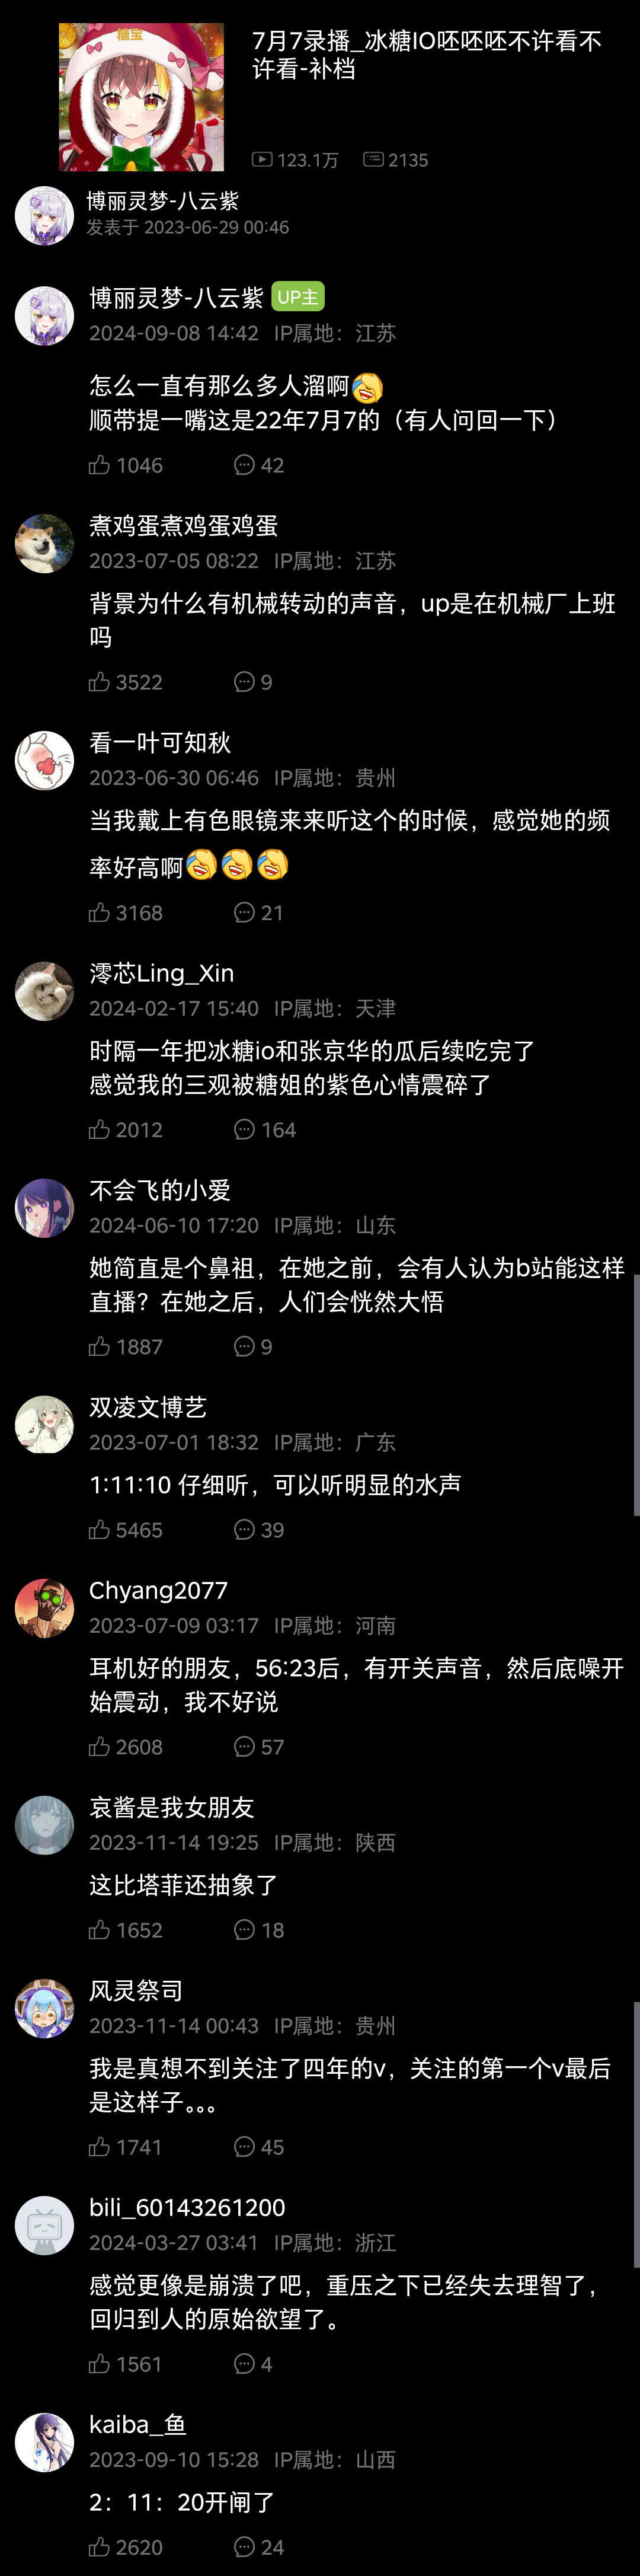 糖宝
7月7录播_冰糖IO呸呸呸不许看不
许看-补档
123.1万 2135
博丽灵梦-八云紫
发表于 2023-06-29 00:46
博丽灵梦-八云紫 UP主
2024-09-08 14:42 IP属地：江苏
怎么一直有那么多人溜啊
顺带提一嘴这是22年7月7的（有人问回一下）
1046 42
煮鸡蛋煮鸡蛋鸡蛋
2023-07-05 08:22 IP属地：江苏
背景为什么有机械转动的声音，up是在机械厂上班
吗
3522 9
看一叶可知秋
2023-06-30 06:46 IP属地：贵州
当我戴上有色眼镜来来听这个的时候，感觉她的频
率好高啊
3168 21
澪芯Ling_Xin
2024-02-17 15:40 IP属地：天津
时隔一年把冰糖io和张京华的瓜后续吃完了
感觉我的三观被糖姐的紫色心情震碎了
2012 164
不会飞的小爱
2024-06-10 17:20 IP属地：山东
她简直是个鼻祖，在她之前，会有人认为b站能这样
直播？在她之后，人们会恍然大悟
1887 9
双凌文博艺
2023-07-01 18:32 IP属地：广东
1:11:10 仔细听，可以听明显的水声
5465 39
Chyang2077
2023-07-09 03:17 IP属地：河南
耳机好的朋友，56:23后，有开关声音，然后底噪开
始震动，我不好说
2608 57
哀酱是我女朋友
2023-11-14 19:25 IP属地：陕西
这比塔菲还抽象了
1652 18
风灵祭司
2023-11-14 00:43 IP属地：贵州
我是真想不到关注了四年的v，关注的第一个v最后
是这样子。。。
1741 45
bili_60143261200
2024-03-27 03:41 IP属地：浙江
感觉更像是崩溃了吧，重压之下已经失去理智了，
回归到人的原始欲望了。
1561 4
kaiba_鱼
2023-09-10 15:28 IP属地：山西
2：11：20开闸了
2620 24